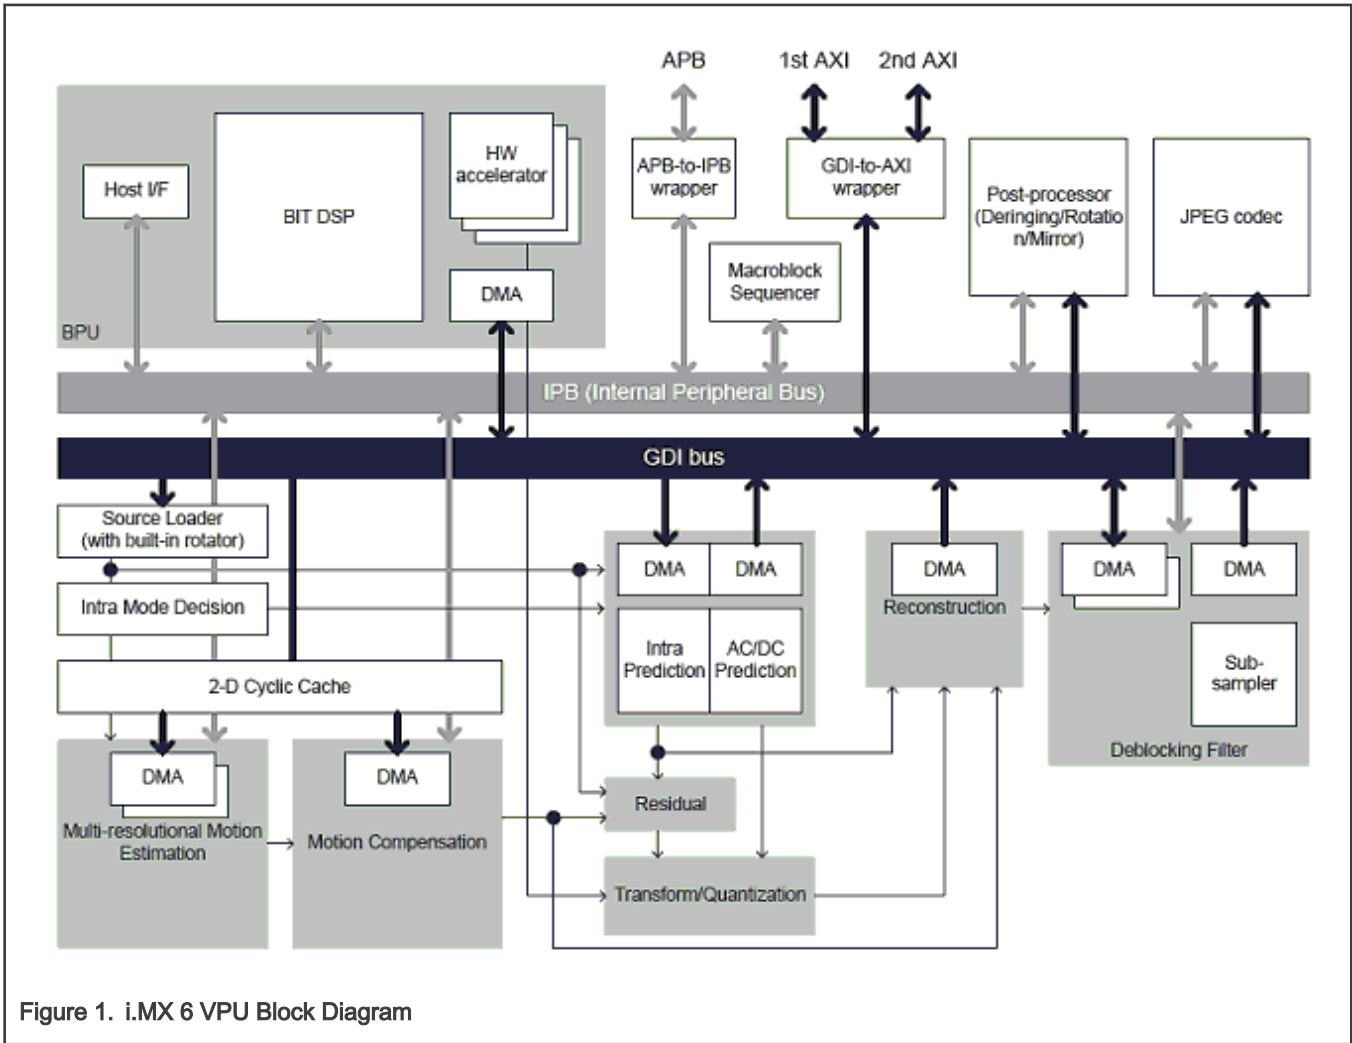 APB
1st AXI
2nd AXI
Host I/F
BIT DSP
HW
accelerator
DMA
BPU
APB-to-IPB
wrapper
GDI-to-AXI
wrapper
Macroblock
Sequencer
Post-processor
(Deringing/Rotatio
n/Mirror)
JPEG codec
IPB (Internal Peripheral Bus)
GDI bus
Source Loader
(with built-in rotator)
Intra Mode Decision
2-D Cyclic Cache
DMA
Multi-resolutional Motion
Estimation
DMA
Motion Compensation
DMA
DMA
Intra
Prediction
AC/DC
Prediction
Residual
Transform/Quantization
DMA
Reconstruction
DMA
DMA
Sub-
sampler
Deblocking Filter
Figure 1. i.MX 6 VPU Block Diagram